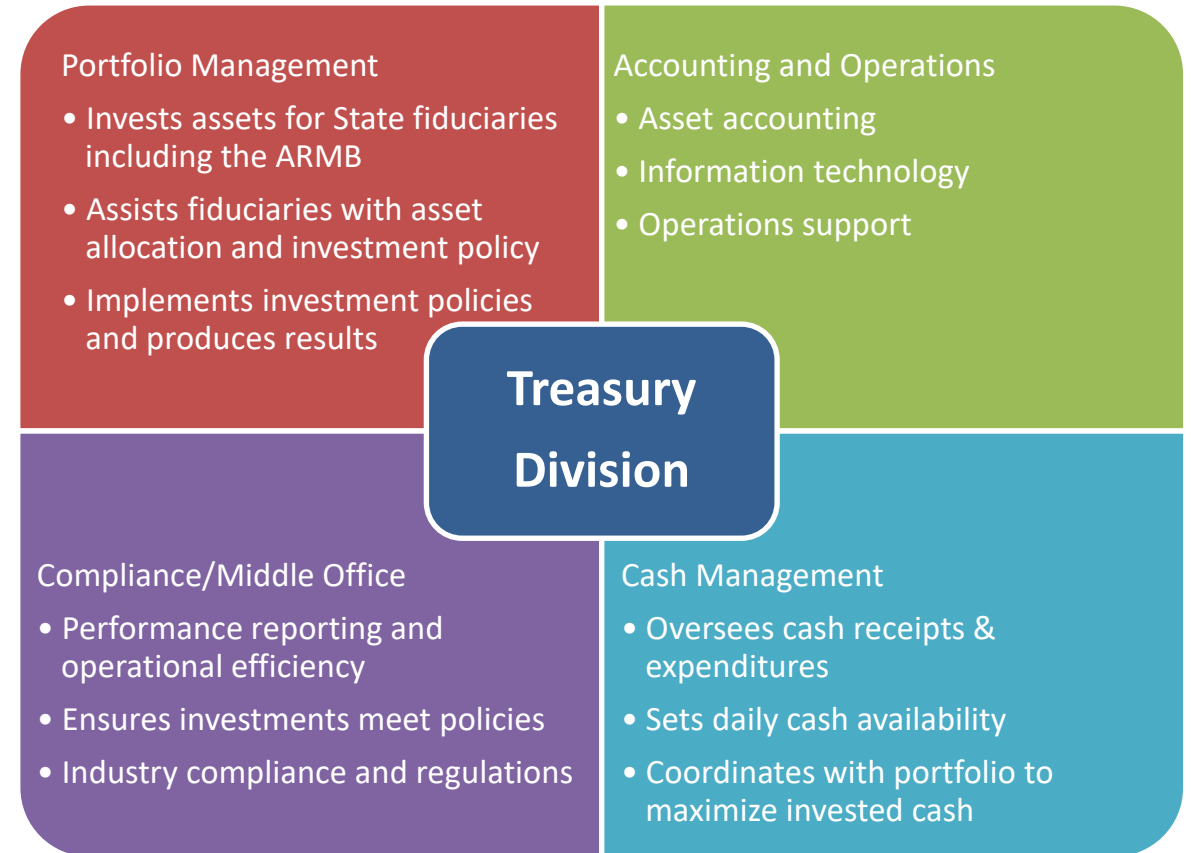 Portfolio Management
• Invests assets for State fiduciaries
including the ARMB
• Assists fiduciaries with asset
allocation and investment policy
• Implements investment policies
and produces results
Accounting and Operations
• Asset accounting
• Information technology
• Operations support
Treasury
Division
Compliance/Middle Office
• Performance reporting and
operational efficiency
• Ensures investments meet policies
• Industry compliance and regulations
Cash Management
• Oversees cash receipts &
expenditures
• Sets daily cash availability
• Coordinates with portfolio to
maximize invested cash